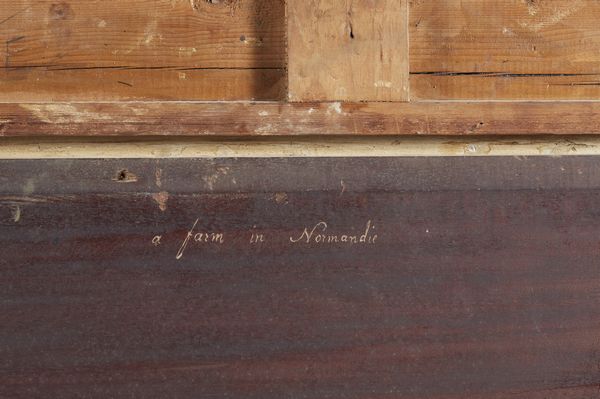 a farm in Normandie